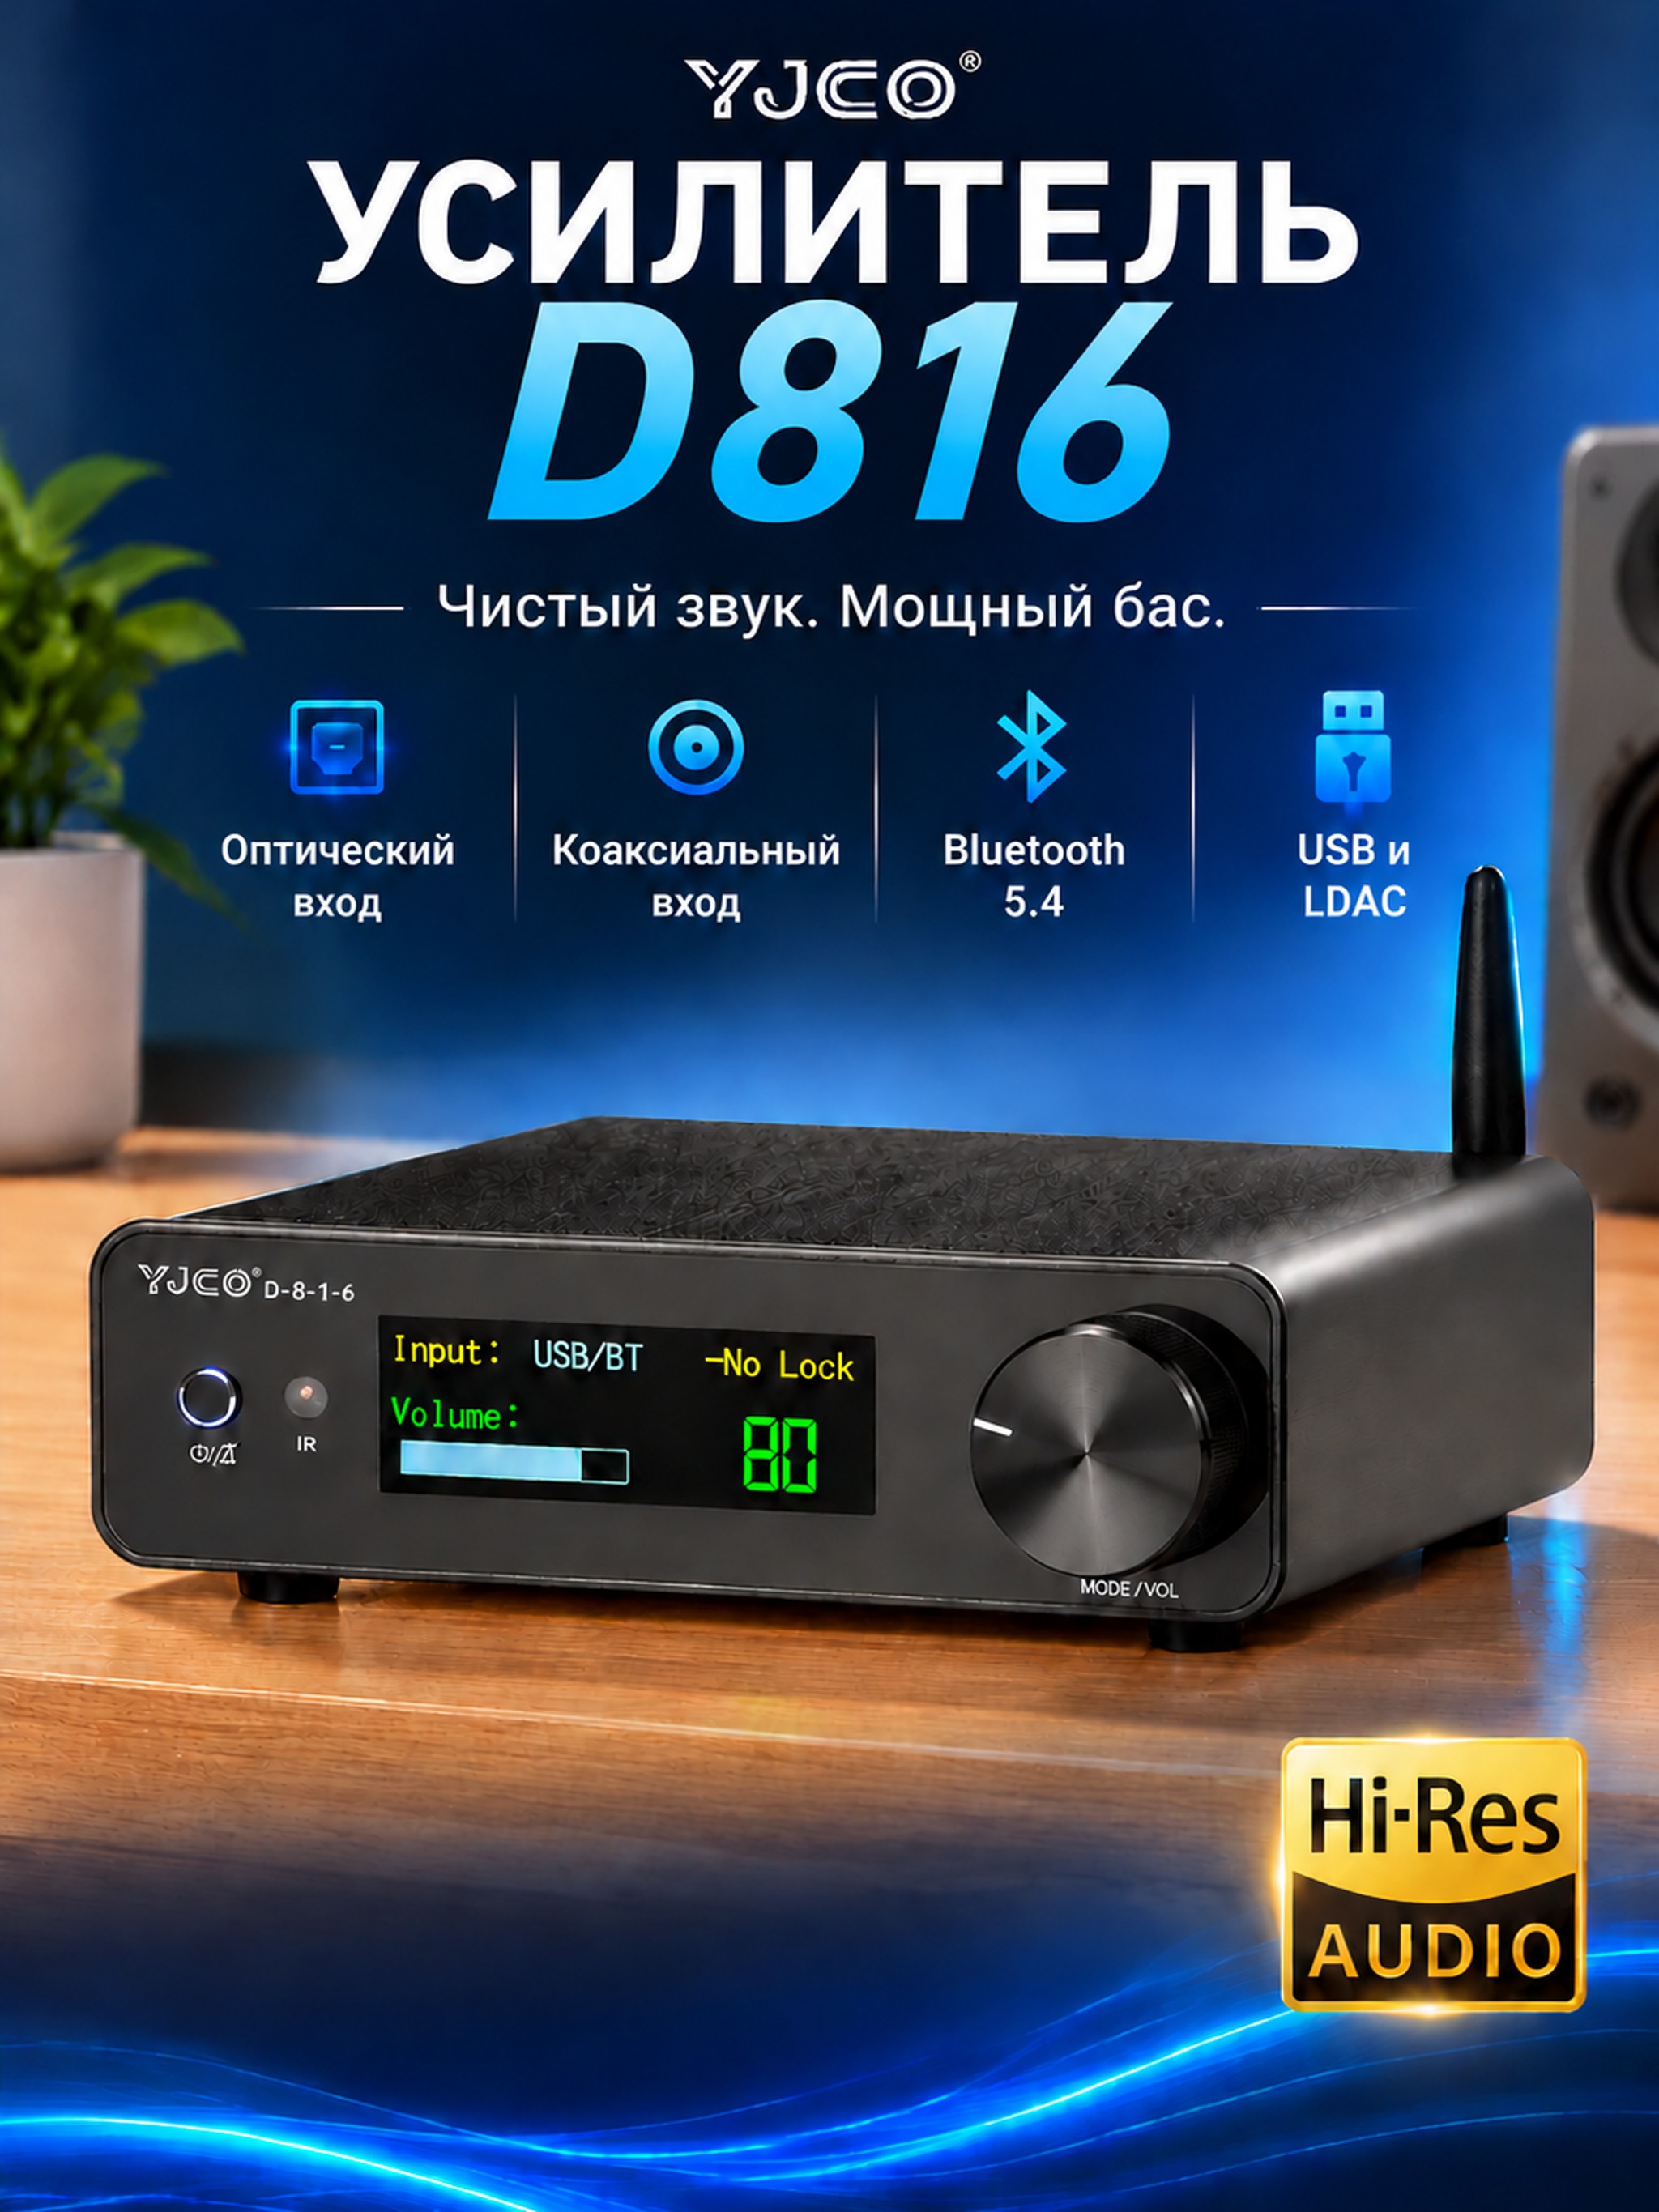 YJCO®
УСИЛИТЕЛЬ
D816
Чистый звук. Мощный бас.
Оптический
вход
Коаксиальный
вход
Bluetooth
5.4
USB и
LDAC
YJCO® D-8-1-6
Input: USB/BT -No Lock
Volume:
80
IR
MODE/VOL
Hi-Res
AUDIO